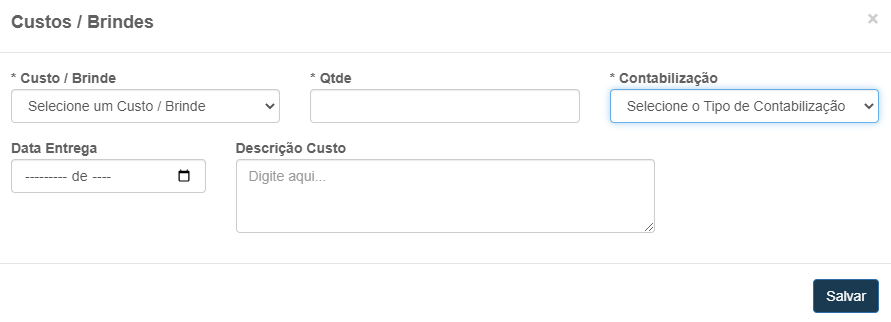 Custos / Brindes ×
* Custo / Brinde * Qtde * Contabilização
Selecione um Custo / Brinde Selecione o Tipo de Contabilização
Data Entrega Descrição Custo
--------- de ---- Digite aqui...
Salvar